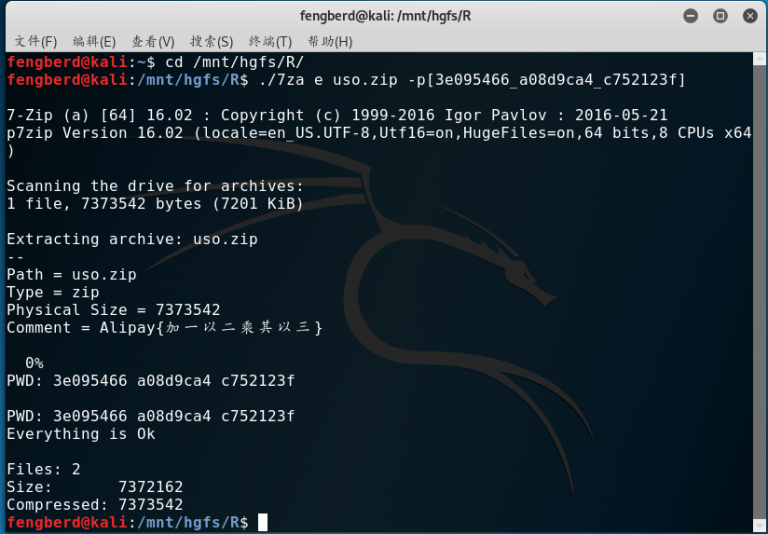 fengberd@kali: /mnt/hgfs/R
文件(F) 编辑(E) 查看(V) 搜索(S) 终端(T) 帮助(H)
fengberd@kali:~$ cd /mnt/hgfs/R/
fengberd@kali:/mnt/hgfs/R$ ./7za e uso.zip -p[3e095466_a08d9ca4_c752123f]
7-Zip (a) [64] 16.02 : Copyright (c) 1999-2016 Igor Pavlov : 2016-05-21
p7zip Version 16.02 (locale=en_US.UTF-8,Utf16=on,HugeFiles=on,64 bits,8 CPUs x64
)
Scanning the drive for archives:
1 file, 7373542 bytes (7201 KiB)
Extracting archive: uso.zip
--
Path = uso.zip
Type = zip
Physical Size = 7373542
Comment = Alipay{加一以二乘其以三}
0%
PWD: 3e095466 a08d9ca4 c752123f
PWD: 3e095466 a08d9ca4 c752123f
Everything is Ok
Files: 2
Size: 7372162
Compressed: 7373542
fengberd@kali:/mnt/hgfs/R$